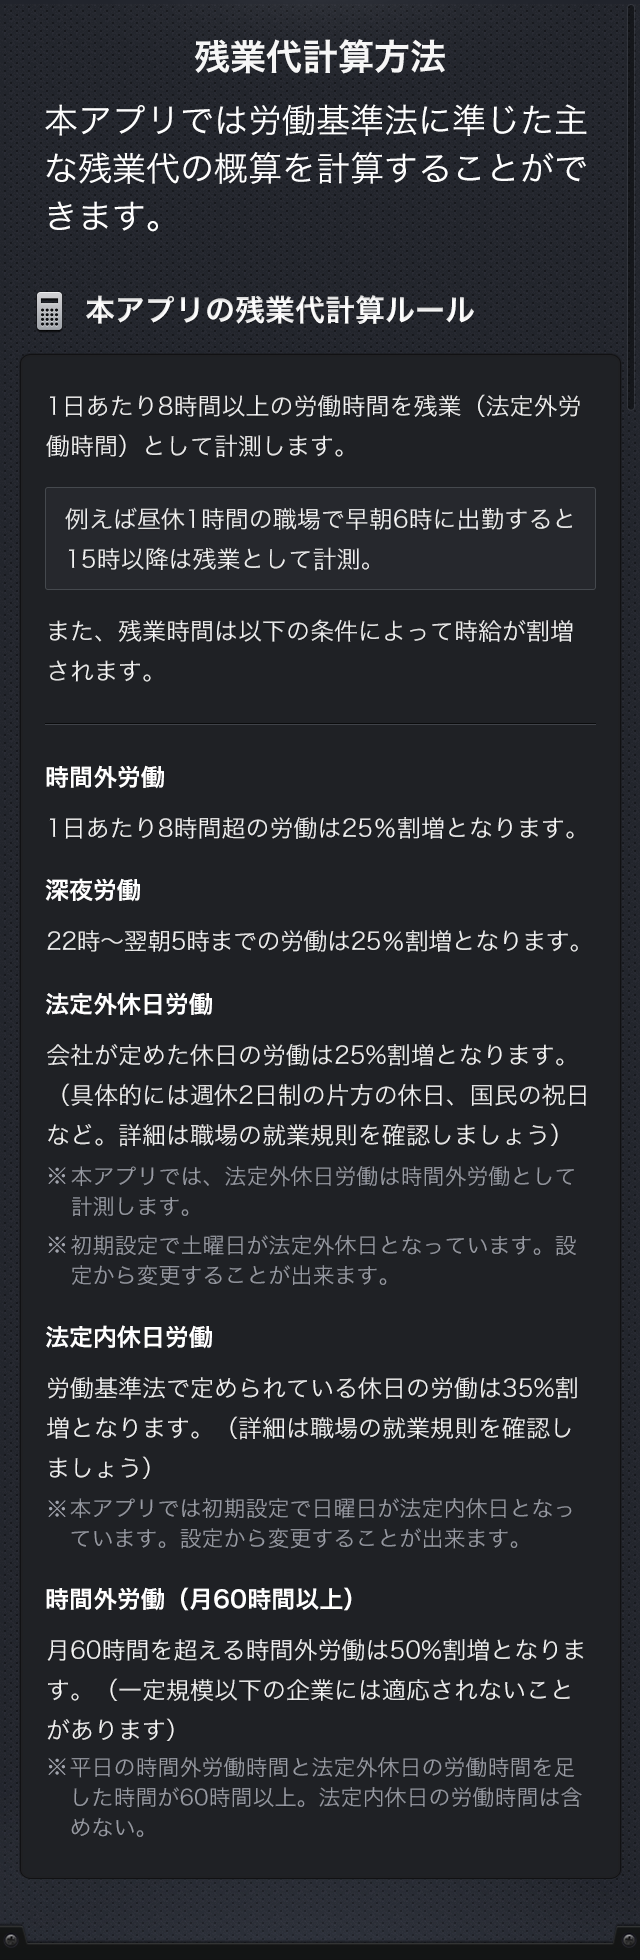 残業代計算方法
本アプリでは労働基準法に準じた主
な残業代の概算を計算することがで
きます。
本アプリの残業代計算ルール
1日あたり8時間以上の労働時間を残業（法定外労
働時間）として計測します。
例えば昼休1時間の職場で早朝6時に出勤すると
15時以降は残業として計測。
また、残業時間は以下の条件によって時給が割増
されます。
時間外労働
1日あたり8時間超の労働は25%割増となります。
深夜労働
22時〜翌朝5時までの労働は25%割増となります。
法定外休日労働
会社が定めた休日の労働は25%割増となります。
（具体的には週休2日制の片方の休日、国民の祝日
など。詳細は職場の就業規則を確認しましょう）
※本アプリでは、法定外休日労働は時間外労働として
計測します。
※初期設定で土曜日が法定外休日となっています。設
定から変更することが出来ます。
法定内休日労働
労働基準法で定められている休日の労働は35%割
増となります。（詳細は職場の就業規則を確認し
ましょう）
※本アプリでは初期設定で日曜日が法定内休日となっ
ています。設定から変更することが出来ます。
時間外労働（月60時間以上）
月60時間を超える時間外労働は50%割増となりま
す。（一定規模以下の企業には適応されないこと
があります）
※平日の時間外労働時間と法定外休日の労働時間を足
した時間が60時間以上。法定内休日の労働時間は含
めない。